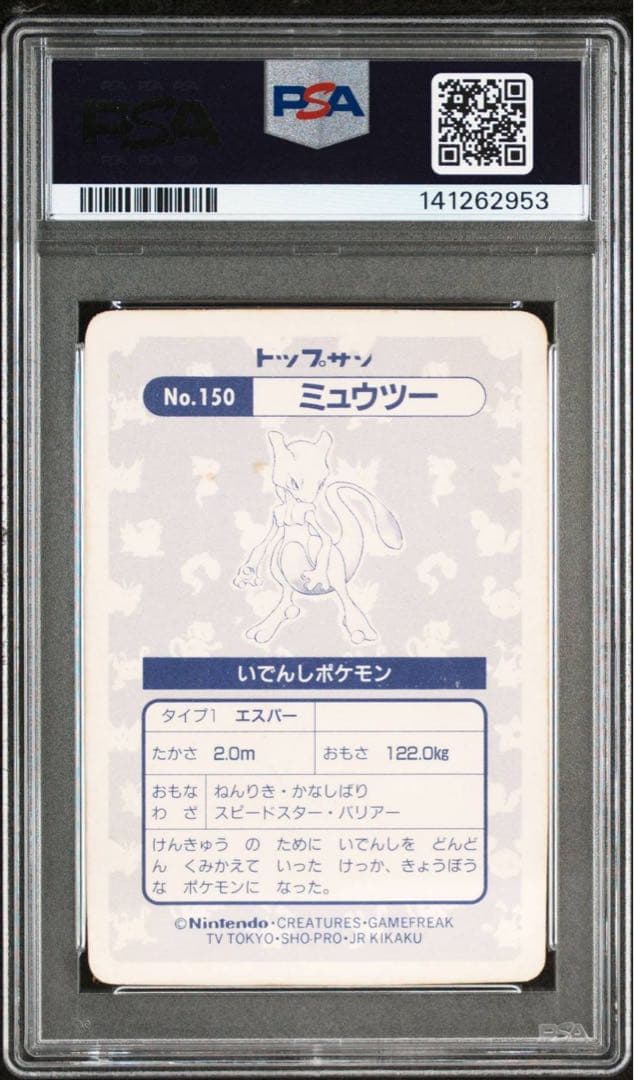 PSA
PSA
141262953
トップサン
No.150 ミュウツー
いでんしポケモン
タイプ1 エスパー
たかさ 2.0m おもさ 122.0kg
おもな ねんりき・かなしばり
わ ざ スピードスター・バリアー
けんきゅう の ために いでんしを どんど
ん くみかえて いった けっか、きょうぼう
な ポケモンに なった。
©Nintendo・CREATURES・GAMEFREAK
TV TOKYO・SHO-PRO・JR KIKAKU
PSA